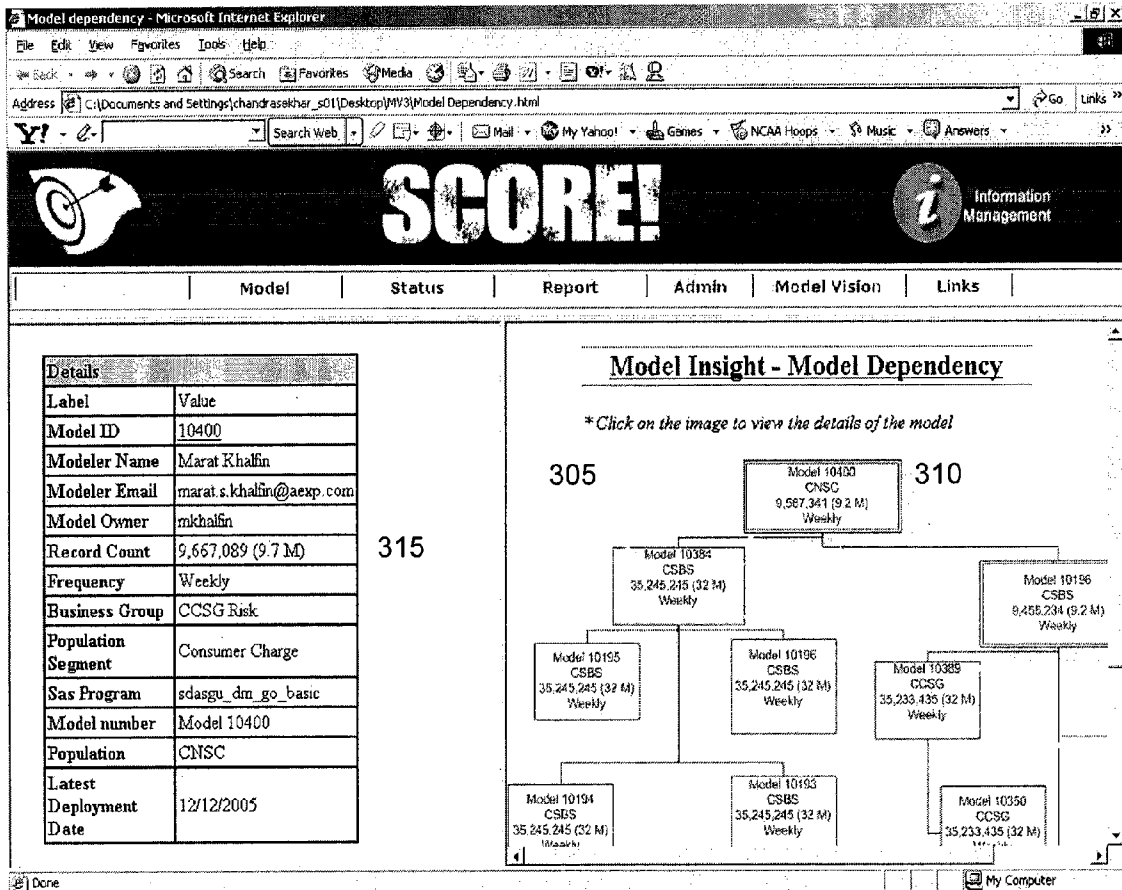 Model dependency - Microsoft Internet Explorer
File Edit View Favorites Tools Help
Back Search Favorites Media
Address C:\Documents and Settings\chandrasekhar_s01\Desktop\MV3\Model Dependency.html Go Links »
Y! Search Web Mail My Yahoo! Games NCAA Hoops Music Answers »
SCORE!
i Information Management
Model Status Report Admin Model Vision Links
Details
Label Value
Model ID 10400
Modeler Name Marat Khalfin
Modeler Email marat.s.khalfin@aexp.com
Model Owner mkhalfin
Record Count 9,667,089 (9.7 M)
Frequency Weekly
Business Group CCSG Risk
Population Segment Consumer Charge
Sas Program sdasgu_dm_go_basic
Model number Model 10400
Population CNSC
Latest Deployment Date 12/12/2005
315
Model Insight - Model Dependency
*Click on the image to view the details of the model
305
310
Model 10400
CNSC
9,567,341 (9.2 M)
Weekly
Model 10384
CSBS
35,245,245 (32 M)
Weekly
Model 10196
CSBS
9,455,234 (9.2 M)
Weekly
Model 10195
CSBS
35,245,245 (32 M)
Weekly
Model 10196
CSBS
35,245,245 (32 M)
Weekly
Model 10389
CCSG
35,233,435 (32 M)
Weekly
Model 10194
CSBS
35,245,245 (32 M)
Weekly
Model 10193
CSBS
35,245,245 (32 M)
Weekly
Model 10350
CCSG
35,233,435 (32 M)
Done
My Computer